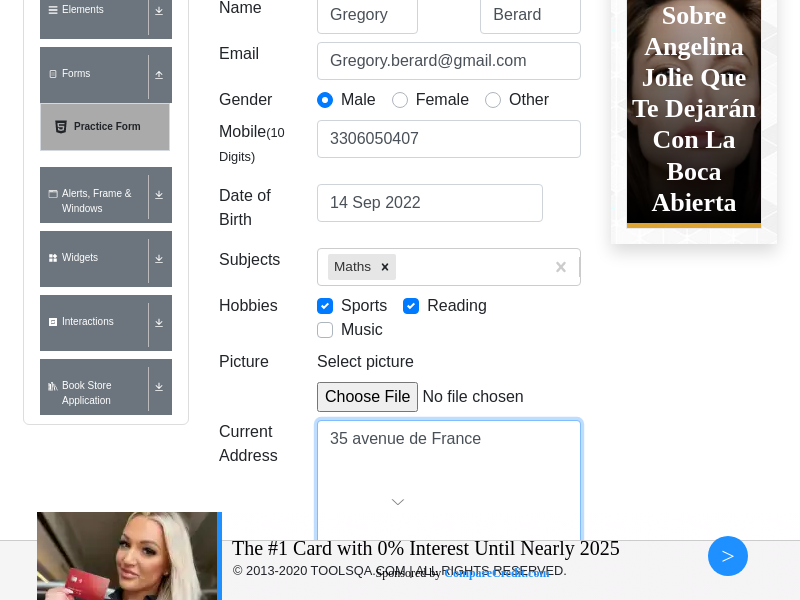 Elements
Forms
Practice Form
Alerts, Frame &
Windows
Widgets
Interactions
Book Store
Application
Name
Gregory
Berard
Email
Gregory.berard@gmail.com
Gender
Male
Female
Other
Mobile(10
Digits)
3306050407
Date of
Birth
14 Sep 2022
Subjects
Maths
Hobbies
Sports
Reading
Music
Picture
Select picture
Choose File No file chosen
Current
Address
35 avenue de France
Sobre
Angelina
Jolie Que
Te Dejarán
Con La
Boca
Abierta
The #1 Card with 0% Interest Until Nearly 2025
© 2013-2020 TOOLSQA.COM | ALL RIGHTS RESERVED.
Sponsored by CompareCredit.com